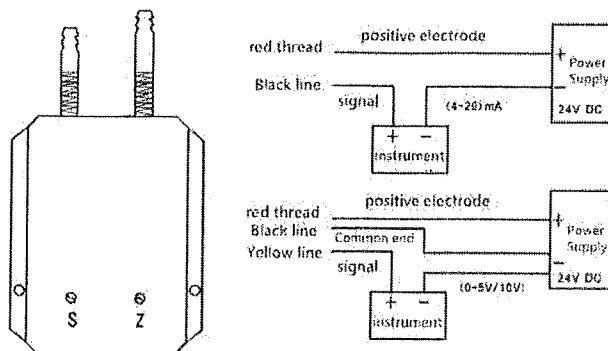 S Z
red thread positive electrode + Power
Supply
Black line signal (4~20)mA − 24V DC
+ −
instrument
red thread positive electrode + Power
Supply
Black line Common end −
Yellow line signal (0~5V/10V) 24V DC
+ −
instrument